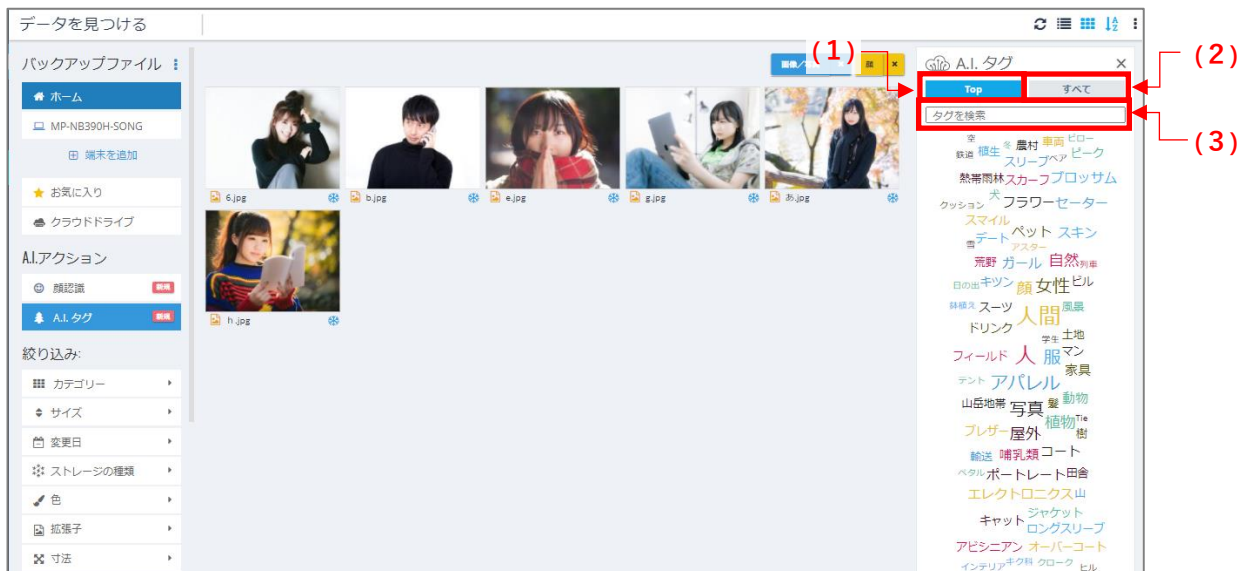 データを見つける
バックアップファイル
ホーム
MP-NB390H-SONG
端末を追加
お気に入り
クラウドドライブ
A.I.アクション
顔認識
A.I. タグ
絞り込み:
カテゴリー
サイズ
変更日
ストレージの種類
色
拡張子
寸法
(1)
顔
6.jpg
b.jpg
e.jpg
g.jpg
あ.jpg
h.jpg
A.I. タグ
(2)
Top すべて
タグを検索
(3)
空
冬 農村 車両 ピロー
鉄道 植生 スリーブ ベア ピーク
熱帯雨林 スカーフ ブロッサム
クッション 犬 フラワー セーター
スマイル
雪 デート ペット スキン
アスター
荒野 ガール 自然 列車
日の出 キツン 顔 女性 ビル
鉢植え スーツ 人間 風景
ドリンク 学生 土地
フィールド 人 服 マン
家具
テント アパレル
山岳地帯 写真 髪 動物
植物 Tie
ブレザー 屋外 樹
輸送 哺乳類 コート
ペタル ポートレート 田舎
エレクトロニクス 山
キャット ジャケット
ロングスリーブ
アビシニアン オーバーコート
インテリア キク科 クローク ヒル